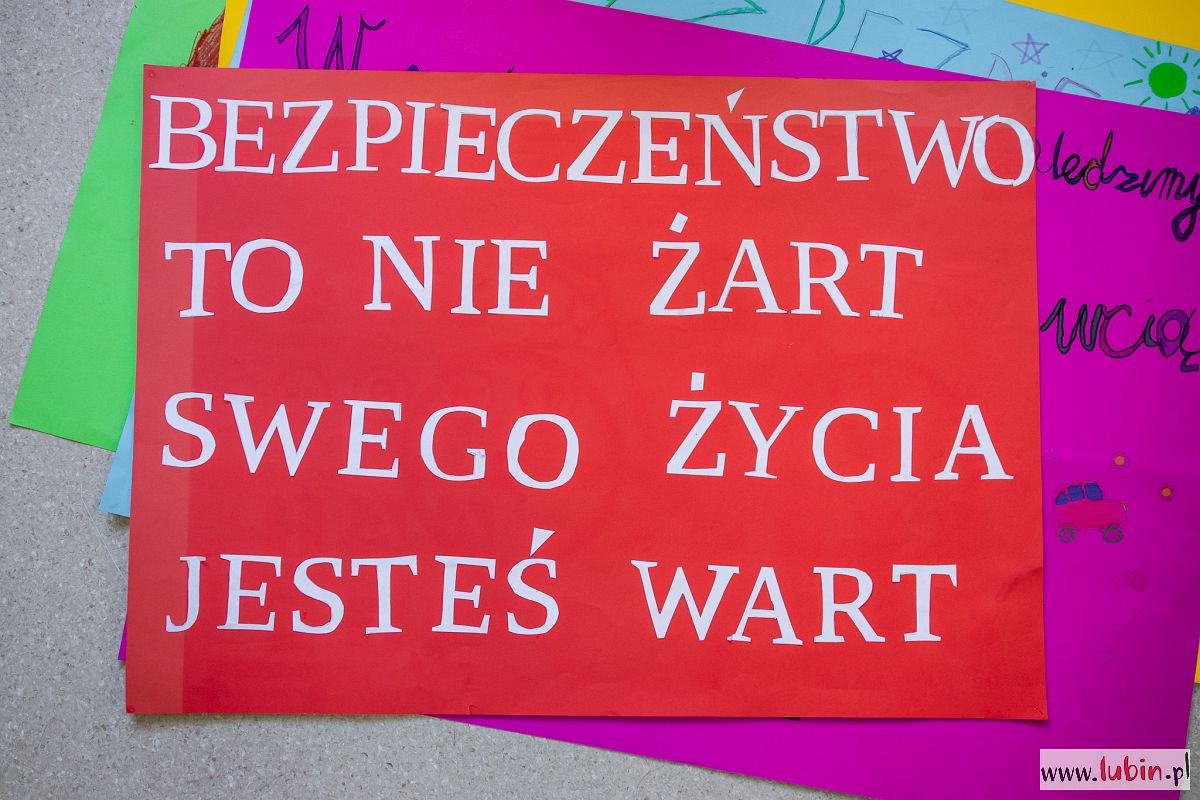 BEZPIECZEŃSTWO
TO NIE ŻART
SWEGO ŻYCIA
JESTEŚ WART
www.lubin.pl